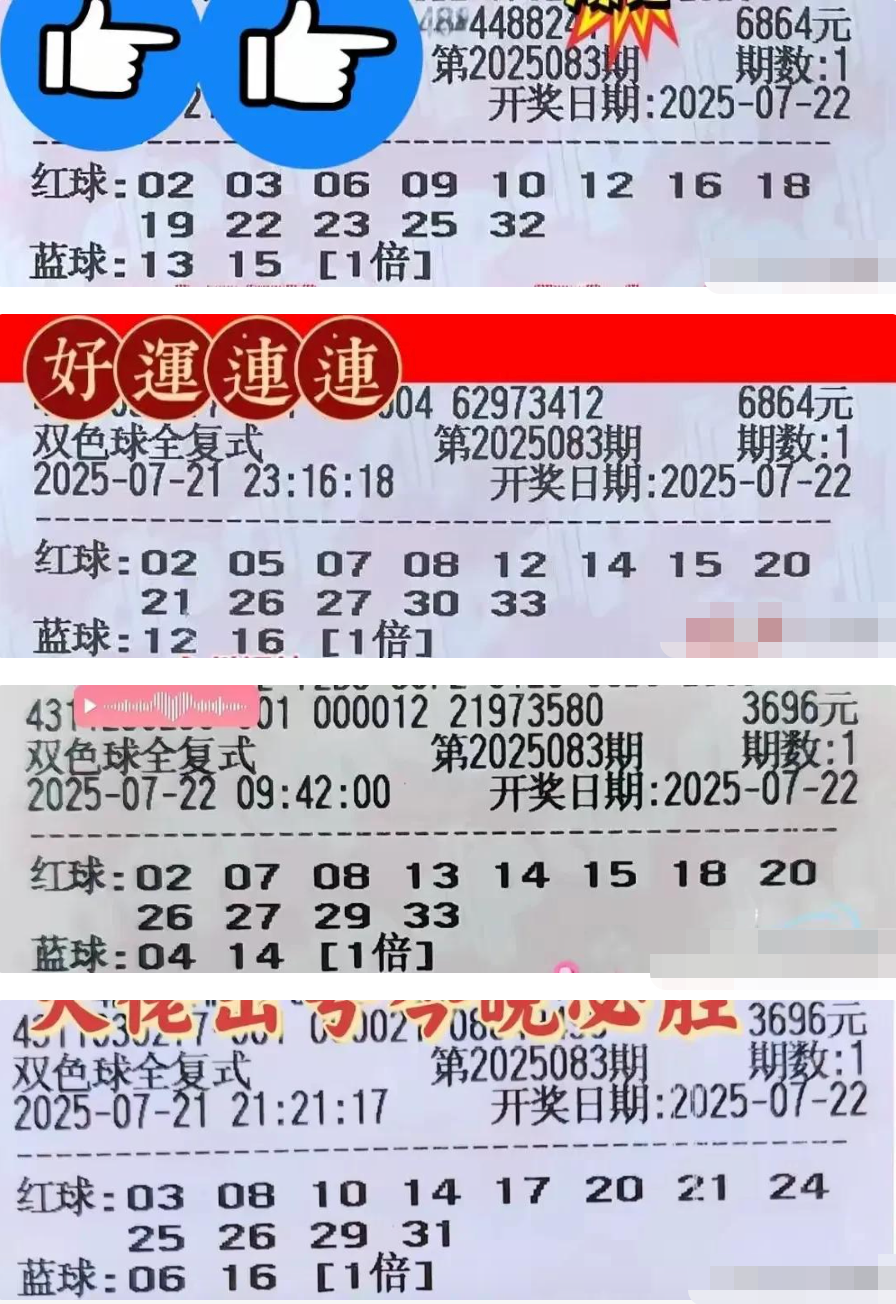 44882 6864元
第2025083期 期数:1
开奖日期:2025-07-22
红球:02 03 06 09 10 12 16 18
19 22 23 25 32
蓝球:13 15 [1倍]
好運連連
004 62973412 6864元
双色球全复式 第2025083期 期数:1
2025-07-21 23:16:18 开奖日期:2025-07-22
红球:02 05 07 08 12 14 15 20
21 26 27 30 33
蓝球:12 16 [1倍]
431 01 000012 21973580 3696元
双色球全复式 第2025083期 期数:1
2025-07-22 09:42:00 开奖日期:2025-07-22
红球:02 07 08 13 14 15 18 20
26 27 29 33
蓝球:04 14 [1倍]
大佬出号今晚必胜
3696元
双色球全复式 第2025083期 期数:1
2025-07-21 21:21:17 开奖日期:2025-07-22
红球:03 08 10 14 17 20 21 24
25 26 29 31
蓝球:06 16 [1倍]